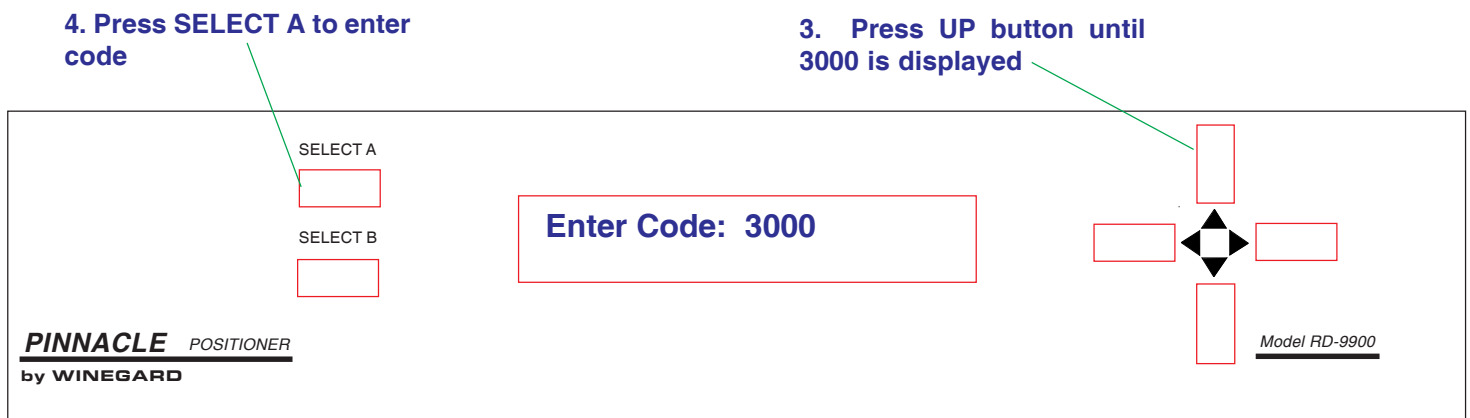 4. Press SELECT A to enter
code
3. Press UP button until
3000 is displayed
SELECT A
Enter Code: 3000
SELECT B
PINNACLE POSITIONER
by WINEGARD
Model RD-9900